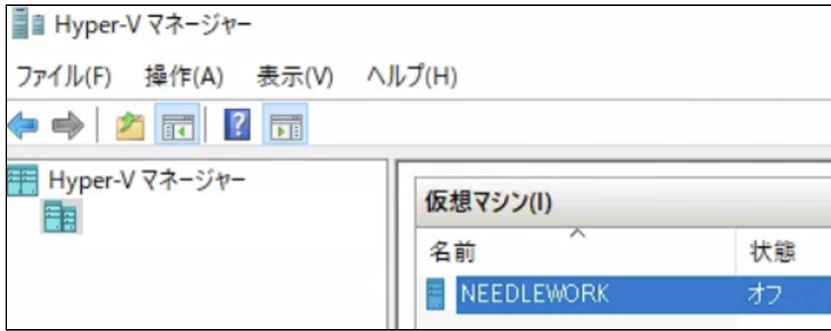 Hyper-V マネージャー
ファイル(F) 操作(A) 表示(V) ヘルプ(H)
Hyper-V マネージャー
仮想マシン(I)
名前 状態
NEEDLEWORK オフ